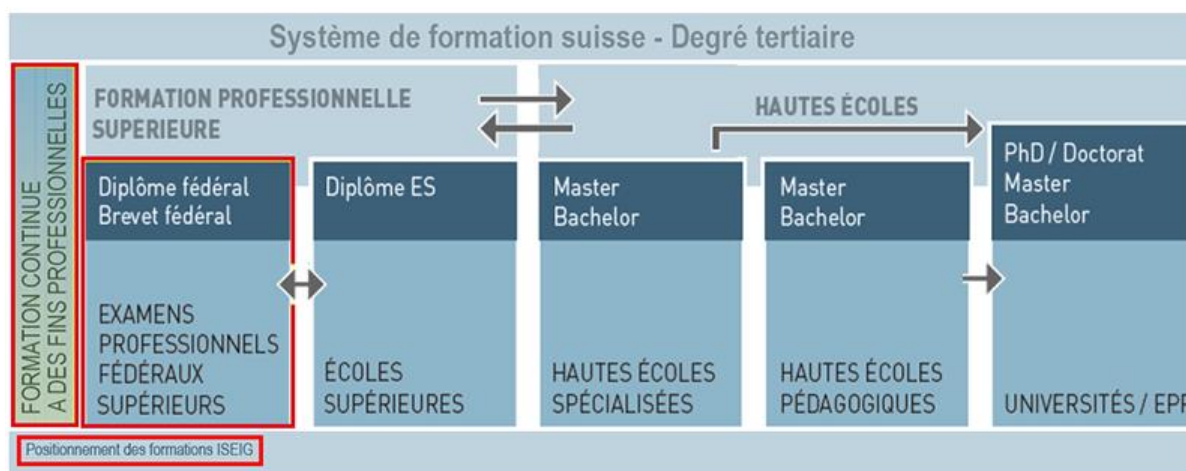 Système de formation suisse - Degré tertiaire
FORMATION CONTINUE
A DES FINS PROFESSIONNELLES
FORMATION PROFESSIONNELLE
SUPÉRIEURE
HAUTES ÉCOLES
Diplôme fédéral
Brevet fédéral
EXAMENS
PROFESSIONNELS
FÉDÉRAUX
SUPÉRIEURS
Diplôme ES
ÉCOLES
SUPÉRIEURES
Master
Bachelor
HAUTES ÉCOLES
SPÉCIALISÉES
Master
Bachelor
HAUTES ÉCOLES
PÉDAGOGIQUES
PhD / Doctorat
Master
Bachelor
UNIVERSITÉS / EPF
Positionnement des formations ISEIG